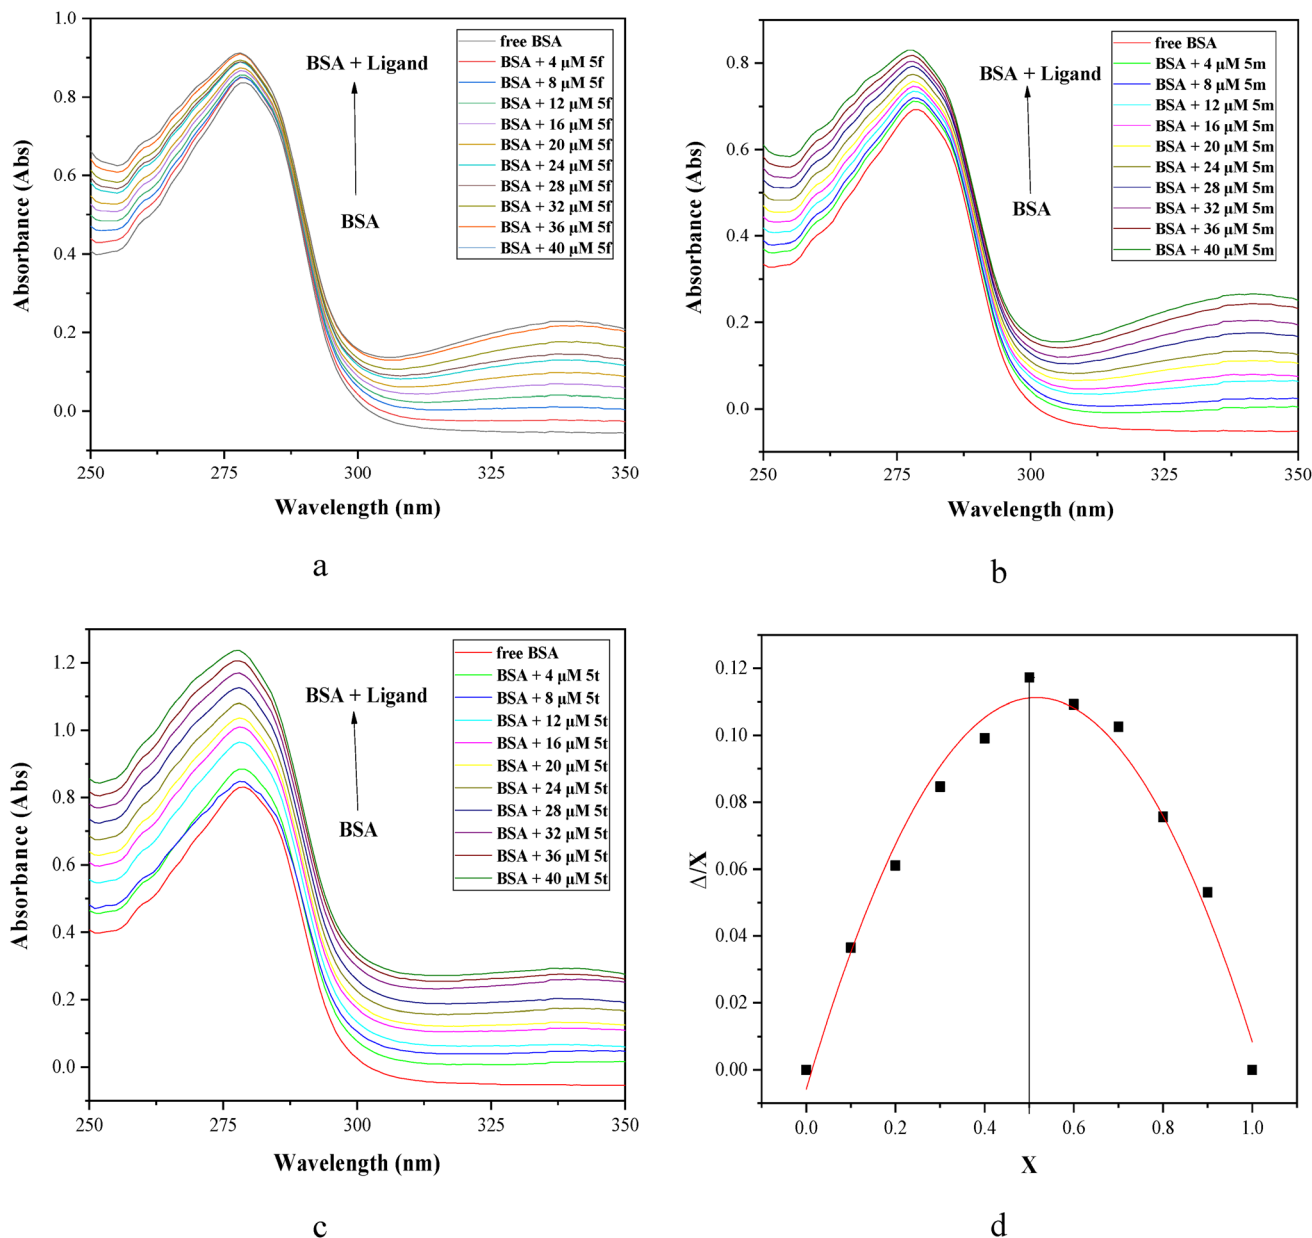 1.0
0.8
0.6
0.4
0.2
0.0
250
275
300
325
350
Absorbance (Abs)
Wavelength (nm)
BSA + Ligand
BSA
free BSA
BSA + 4 μM 5f
BSA + 8 μM 5f
BSA + 12 μM 5f
BSA + 16 μM 5f
BSA + 20 μM 5f
BSA + 24 μM 5f
BSA + 28 μM 5f
BSA + 32 μM 5f
BSA + 36 μM 5f
BSA + 40 μM 5f
a
0.8
0.6
0.4
0.2
0.0
250
275
300
325
350
Absorbance (Abs)
Wavelength (nm)
BSA + Ligand
BSA
free BSA
BSA + 4 μM 5m
BSA + 8 μM 5m
BSA + 12 μM 5m
BSA + 16 μM 5m
BSA + 20 μM 5m
BSA + 24 μM 5m
BSA + 28 μM 5m
BSA + 32 μM 5m
BSA + 36 μM 5m
BSA + 40 μM 5m
b
1.2
1.0
0.8
0.6
0.4
0.2
0.0
250
275
300
325
350
Absorbance (Abs)
Wavelength (nm)
BSA + Ligand
BSA
free BSA
BSA + 4 μM 5t
BSA + 8 μM 5t
BSA + 12 μM 5t
BSA + 16 μM 5t
BSA + 20 μM 5t
BSA + 24 μM 5t
BSA + 28 μM 5t
BSA + 32 μM 5t
BSA + 36 μM 5t
BSA + 40 μM 5t
c
0.12
0.10
0.08
0.06
0.04
0.02
0.00
0.0
0.2
0.4
0.6
0.8
1.0
Δ/X
X
d